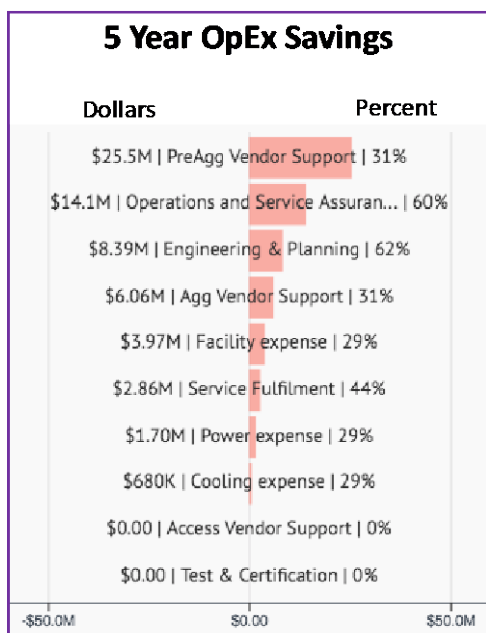 5 Year OpEx Savings
Dollars Percent
$25.5M | PreAgg Vendor Support | 31%
$14.1M | Operations and Service Assuran... | 60%
$8.39M | Engineering & Planning | 62%
$6.06M | Agg Vendor Support | 31%
$3.97M | Facility expense | 29%
$2.86M | Service Fulfilment | 44%
$1.70M | Power expense | 29%
$680K | Cooling expense | 29%
$0.00 | Access Vendor Support | 0%
$0.00 | Test & Certification | 0%
-$50.0M $0.00 $50.0M